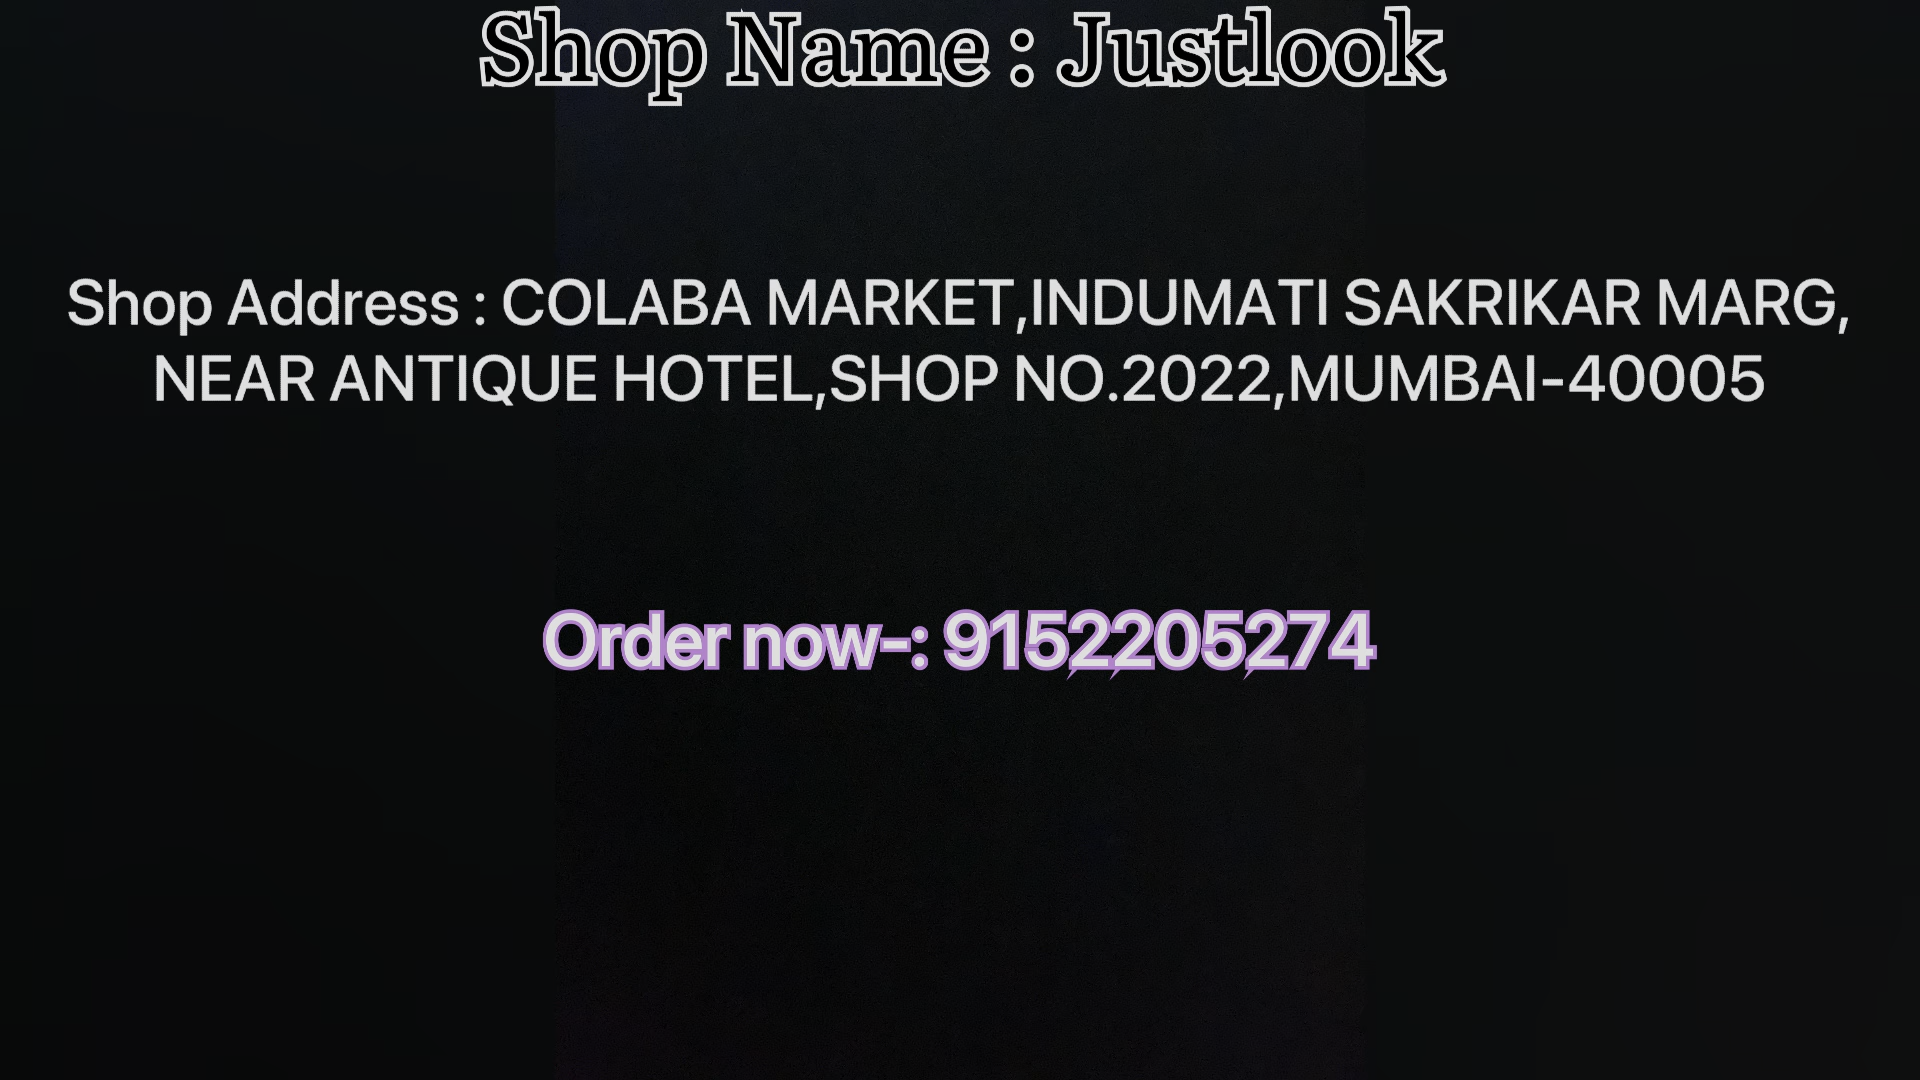 Shop Name : Justlook
Shop Address : COLABA MARKET,INDUMATI SAKRIKAR MARG,
NEAR ANTIQUE HOTEL,SHOP NO.2022,MUMBAI-40005
Order now-: 9152205274